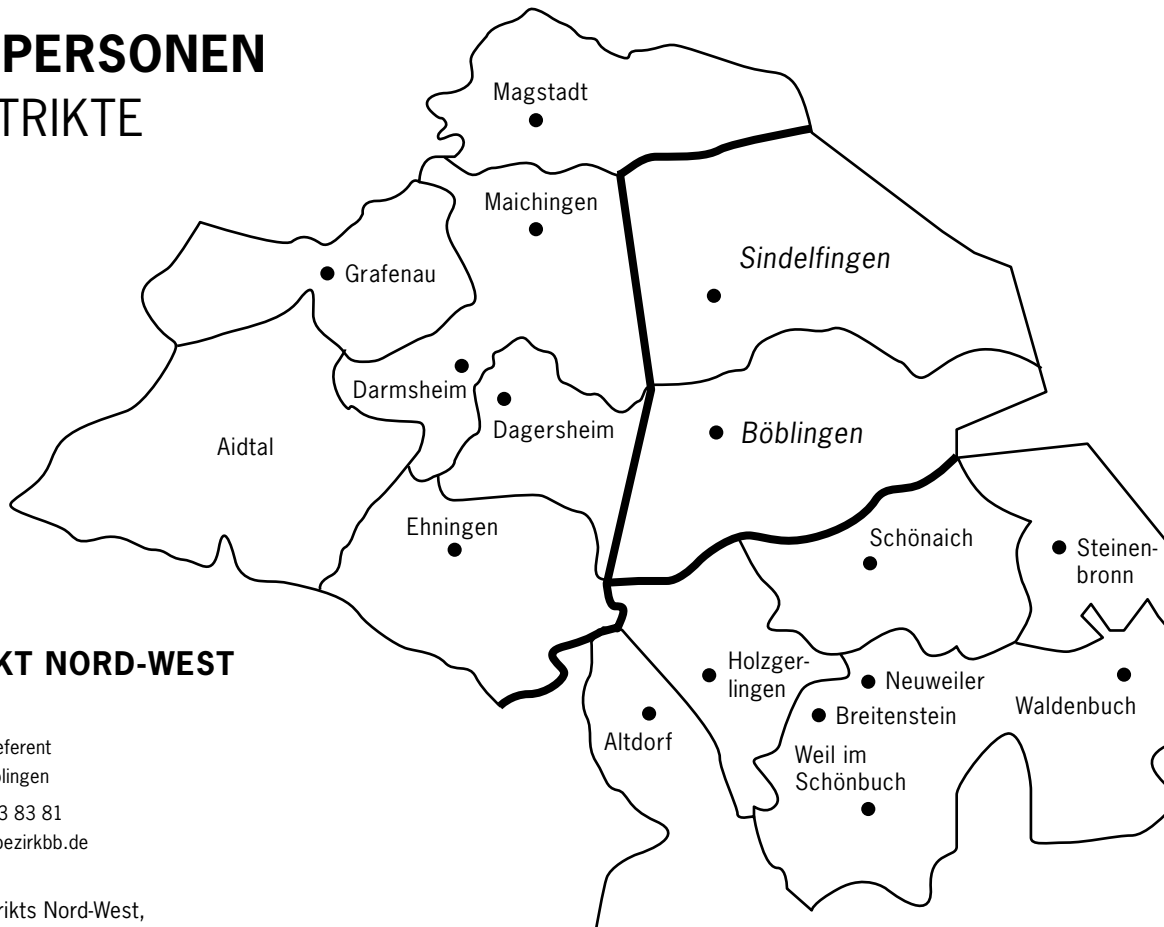 PERSONEN
TRIKTE
Magstadt
Maichingen
Sindelfingen
Grafenau
Darmsheim
Dagersheim
Böblingen
Aidtal
Ehningen
Schönaich
Steinen-
bronn
KT NORD-WEST
Holzger-
lingen
Neuweiler
Breitenstein
Waldenbuch
Altdorf
Weil im
Schönbuch
eferent
lingen
3 83 81
bezirkbb.de
rikts Nord-West,